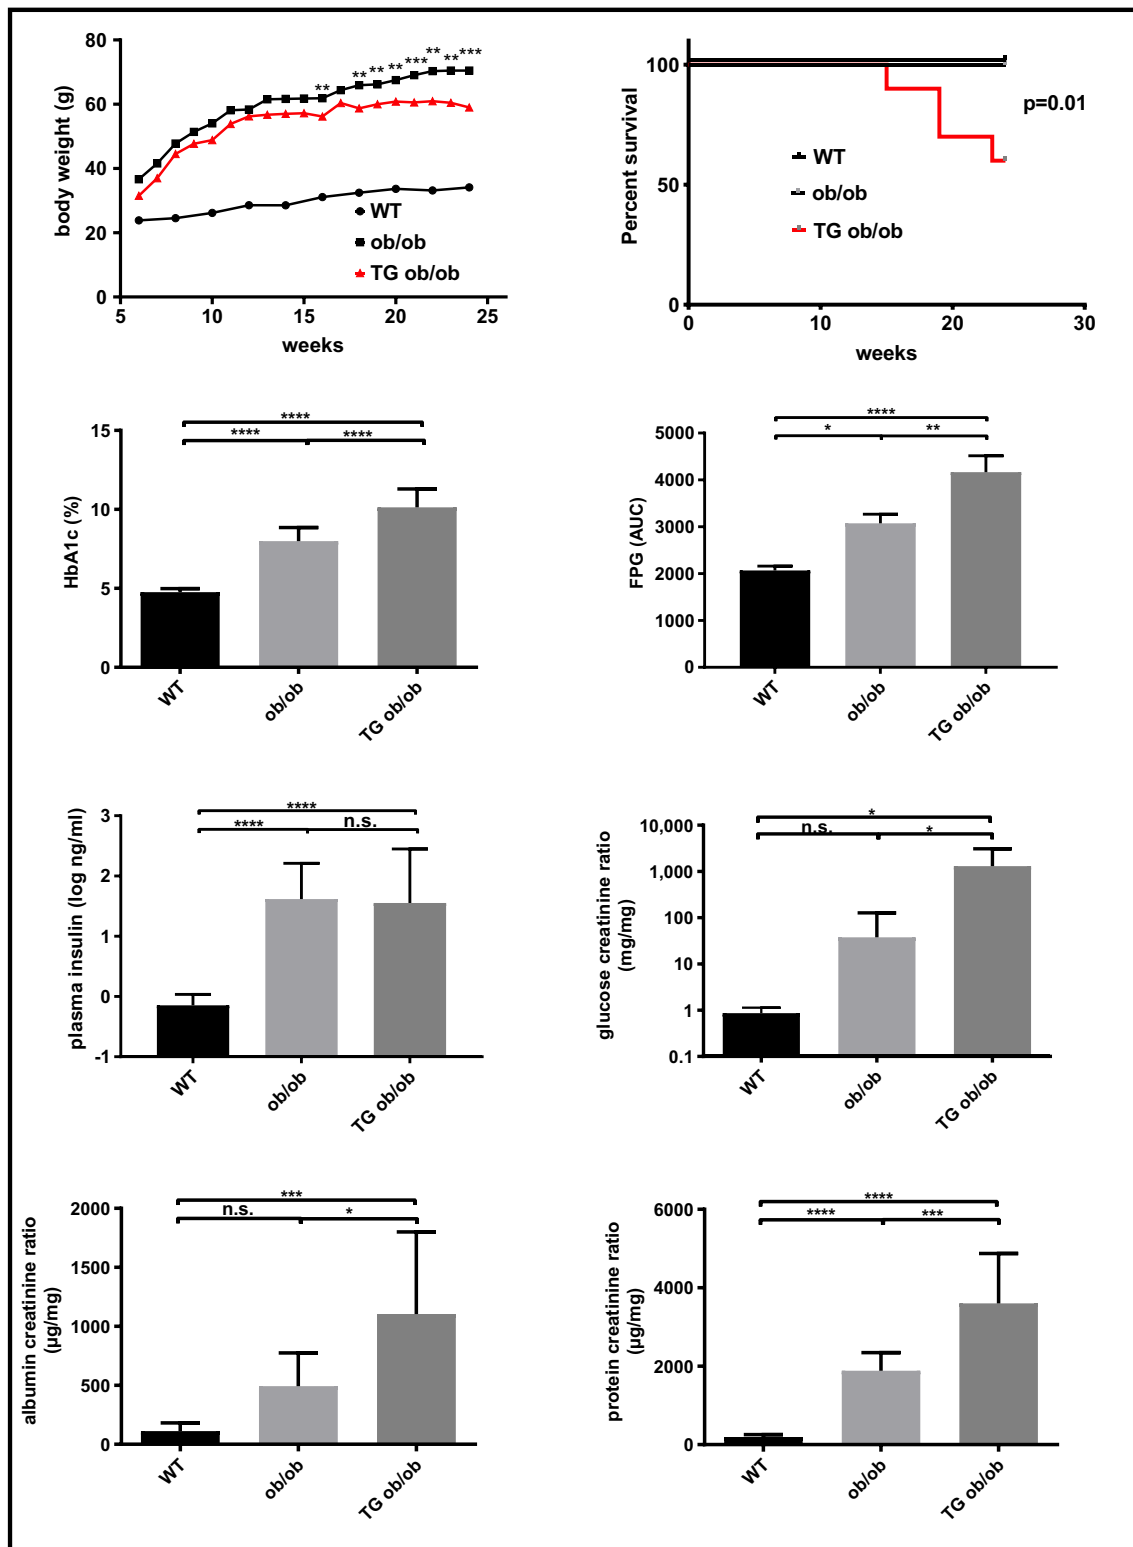 80
60
40
20
0
5
10
15
20
25
body weight (g)
weeks
**
**
**
**
***
**
**
***
WT
ob/ob
TG ob/ob
100
50
0
0
10
20
30
Percent survival
weeks
p=0.01
WT
ob/ob
TG ob/ob
****
****
****
15
10
5
0
HbA1c (%)
WT
ob/ob
TG ob/ob
****
*
**
5000
4000
3000
2000
1000
0
FPG (AUC)
WT
ob/ob
TG ob/ob
****
****
n.s.
3
2
1
0
-1
plasma insulin (log ng/ml)
WT
ob/ob
TG ob/ob
*
n.s.
*
10,000
1,000
100
10
1
0.1
glucose creatinine ratio
(mg/mg)
WT
ob/ob
TG ob/ob
***
n.s.
*
2000
1500
1000
500
0
albumin creatinine ratio
(µg/mg)
WT
ob/ob
TG ob/ob
****
****
***
6000
4000
2000
0
protein creatinine ratio
(µg/mg)
WT
ob/ob
TG ob/ob